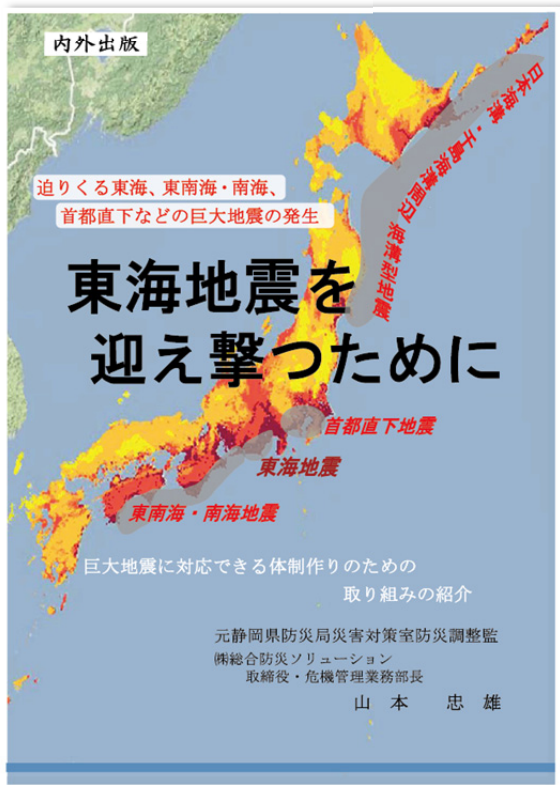 内外出版
迫りくる東海、東南海・南海、
首都直下などの巨大地震の発生
東海地震を
迎え撃つために
日本海溝・千島海溝周辺 海溝型地震
首都直下地震
東海地震
東南海・南海地震
巨大地震に対応できる体制作りのための
取り組みの紹介
元静岡県防災局災害対策室防災調整監
㈱総合防災ソリューション
取締役・危機管理業務部長
山本 忠雄